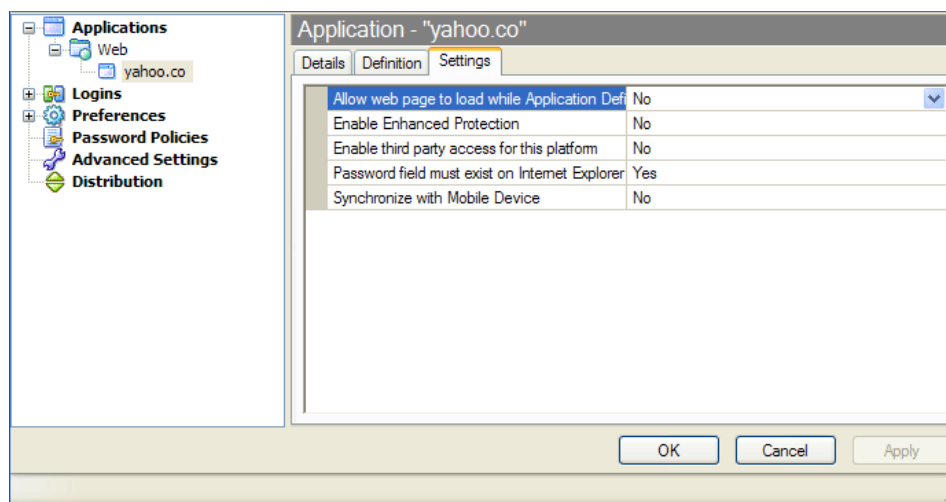 Applications
Web
yahoo.co
Logins
Preferences
Password Policies
Advanced Settings
Distribution
Application - "yahoo.co"
Details Definition Settings
Allow web page to load while Application Defi No
Enable Enhanced Protection No
Enable third party access for this platform No
Password field must exist on Internet Explorer Yes
Synchronize with Mobile Device No
OK Cancel Apply